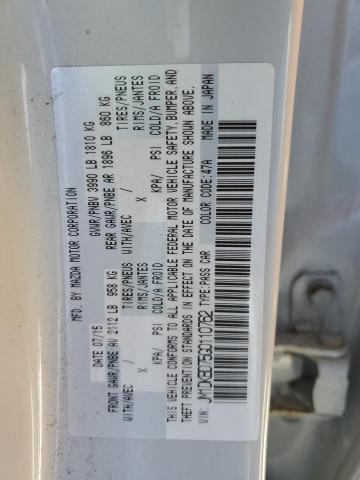 MFD. BY MAZDA MOTOR CORPORATION
DATE 07/15 GVWR/PNBV 3990 LB 1810 KG
FRONT GAWR/PNBE AV 2112 LB 958 KG REAR GAWR/PNBE AR 1896 LB 860 KG
WITH/AVEC TIRES/PNEUS WITH/AVEC TIRES/PNEUS
X RIMS/JANTES X RIMS/JANTES
KPA/ PSI COLD/A FROID KPA/ PSI COLD/A FROID
THIS VEHICLE CONFORMS TO ALL APPLICABLE FEDERAL MOTOR VEHICLE SAFETY, BUMPER, AND
THEFT PREVENTION STANDARDS IN EFFECT ON THE DATE OF MANUFACTURE SHOWN ABOVE.
VIN: TYPE:PASS CAR COLOR CODE:47A MADE IN JAPAN